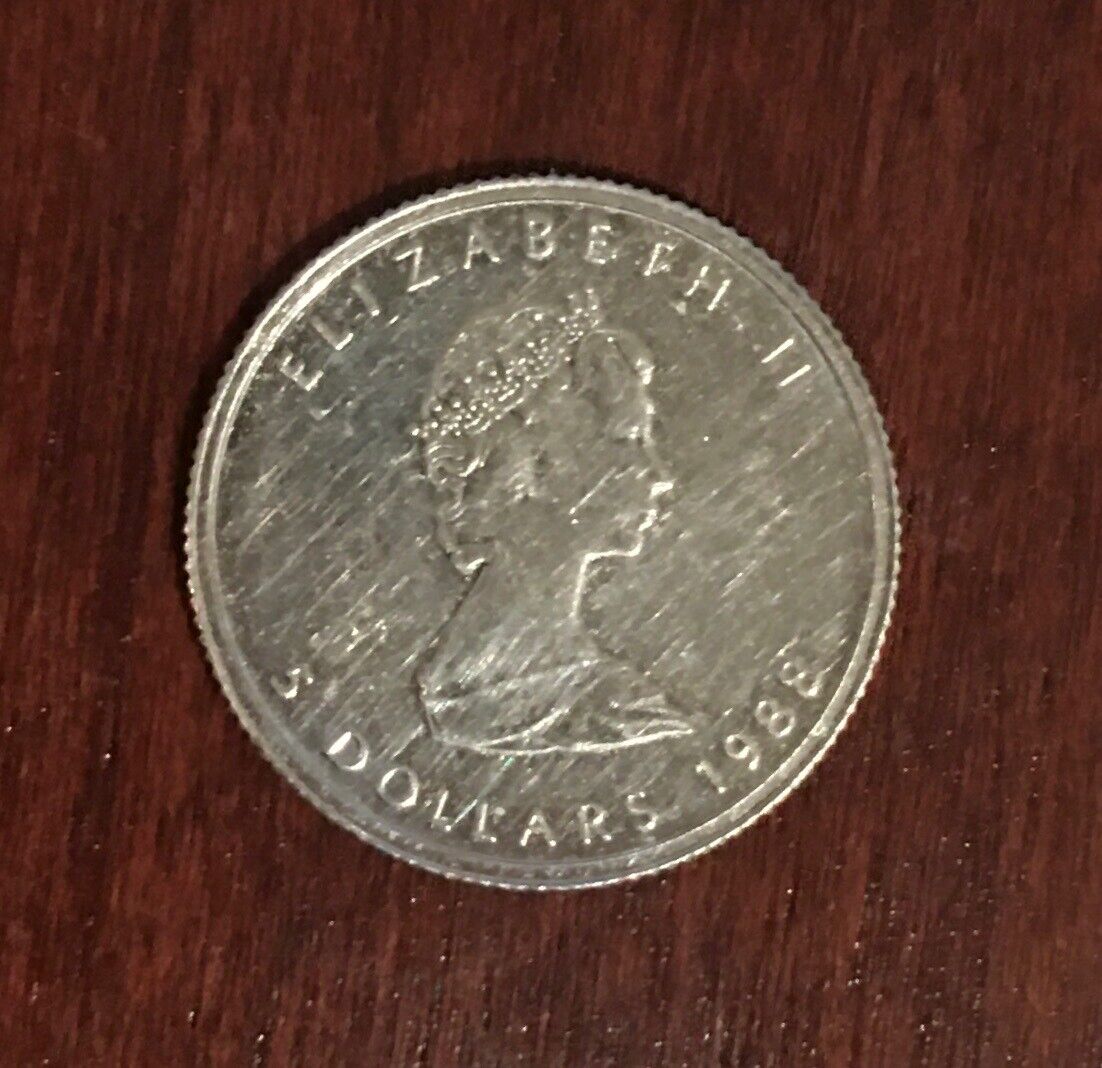 ELIZABETH II
5 DOLLARS 1988